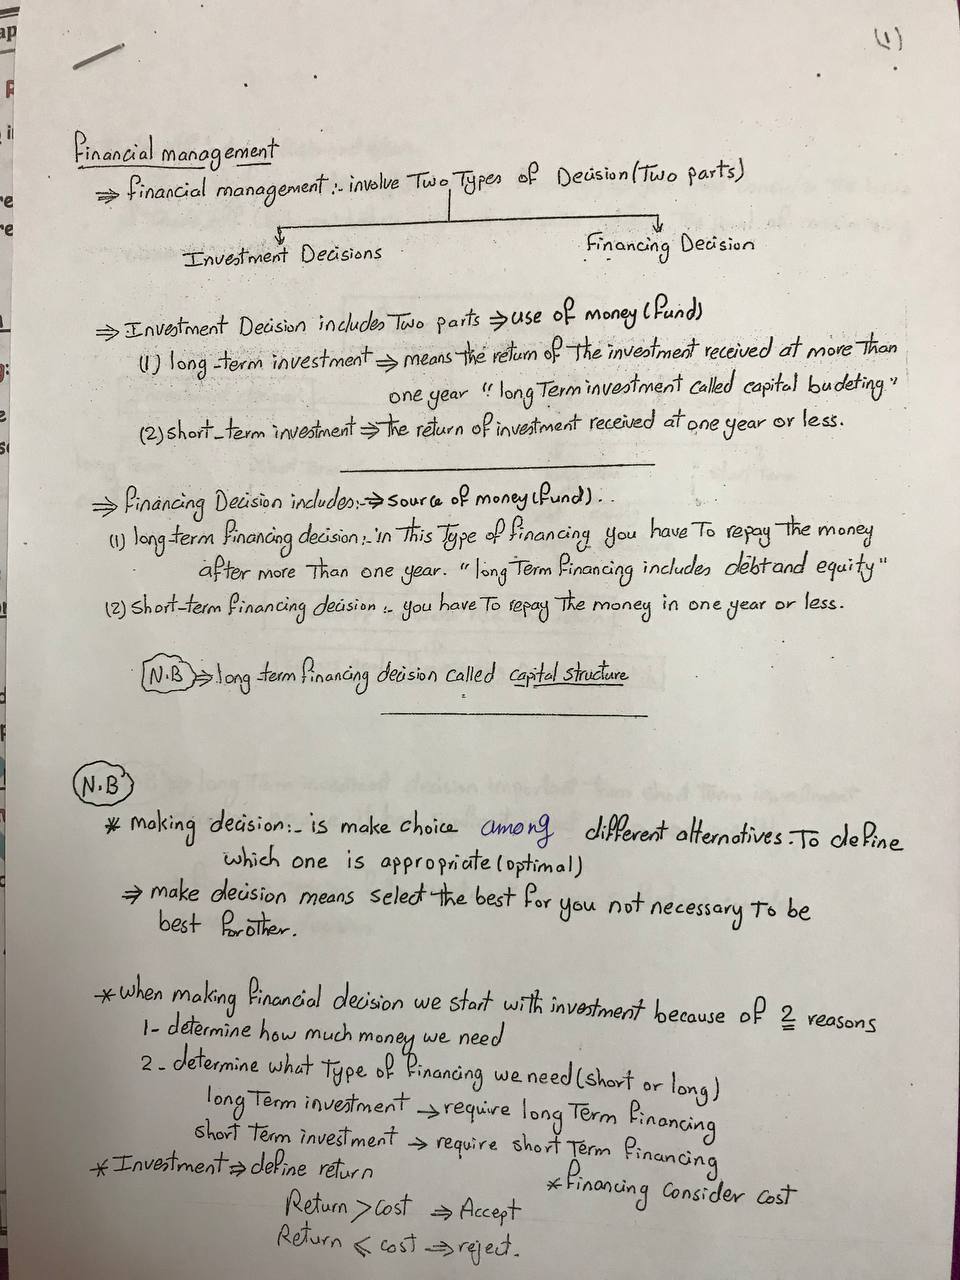 (1)
Financial management
⇒ financial management :- involve Two Types of Decision (Two parts)
Investment Decisions
Financing Decision
⇒ Investment Decision includes Two parts ⇒ use of money (fund)
(1) long-term investment ⇒ means the return of the investment received at more Than
one year "long Term investment called capital budeting"
(2) short-term investment ⇒ the return of investment received at one year or less.
⇒ financing Decision includes :→ source of money (fund).
(1) long-term financing decision :- in This Type of financing you have To repay The money
after more Than one year. "long Term financing includes debt and equity"
(2) short-term financing decision :- you have To repay The money in one year or less.
N.B ⇒ long term financing decision called capital structure
N.B
* making decision :- is make choice among different alternatives. To define
which one is appropriate (optimal)
⇒ make decision means select the best for you not necessary To be
best for other.
* when making financial decision we start with investment because of 2 reasons
1- determine how much money we need
2- determine what Type of financing we need (short or long)
long Term investment → require long Term financing
short Term investment → require short Term financing
* Investment ⇒ define return
* Financing consider cost
Return > cost ⇒ Accept
Return ⩽ cost ⇒ reject.